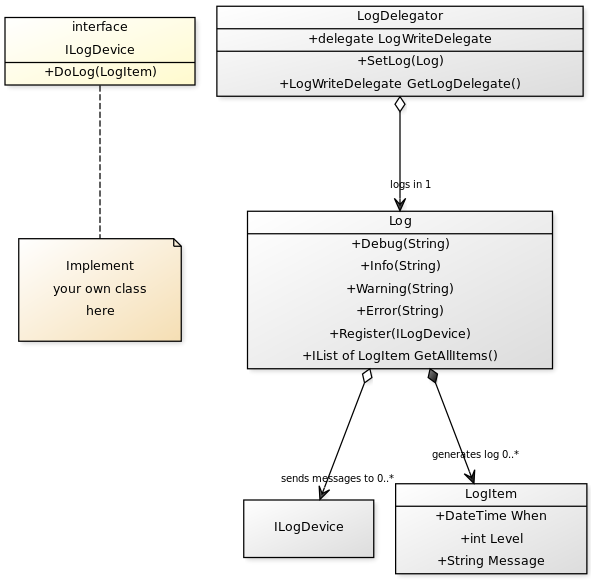 interface
ILogDevice
+DoLog(LogItem)
LogDelegator
+delegate LogWriteDelegate
+SetLog(Log)
+LogWriteDelegate GetLogDelegate()
logs in 1
Implement
your own class
here
Log
+Debug(String)
+Info(String)
+Warning(String)
+Error(String)
+Register(ILogDevice)
+IList of LogItem GetAllItems()
generates log 0..*
sends messages to 0..*
ILogDevice
LogItem
+DateTime When
+int Level
+String Message